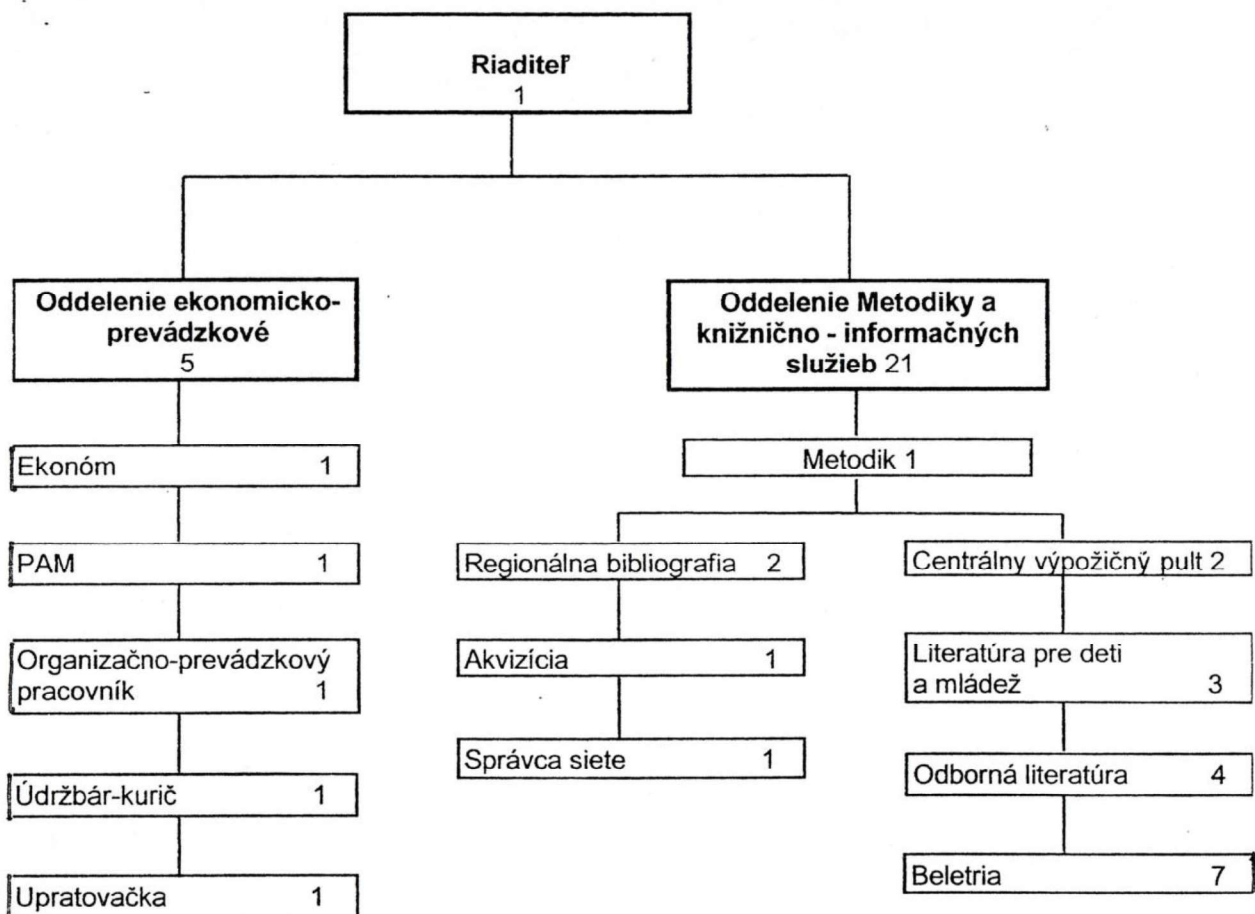 Riaditeľ
1
Oddelenie ekonomicko-
prevádzkové
5
Oddelenie Metodiky a
knižnično - informačných
služieb 21
Ekonóm 1
PAM 1
Organizačno-prevádzkový
pracovník 1
Údržbár-kurič 1
Upratovačka 1
Metodik 1
Regionálna bibliografia 2
Akvizícia 1
Správca siete 1
Centrálny výpožičný pult 2
Literatúra pre deti
a mládež 3
Odborná literatúra 4
Beletria 7